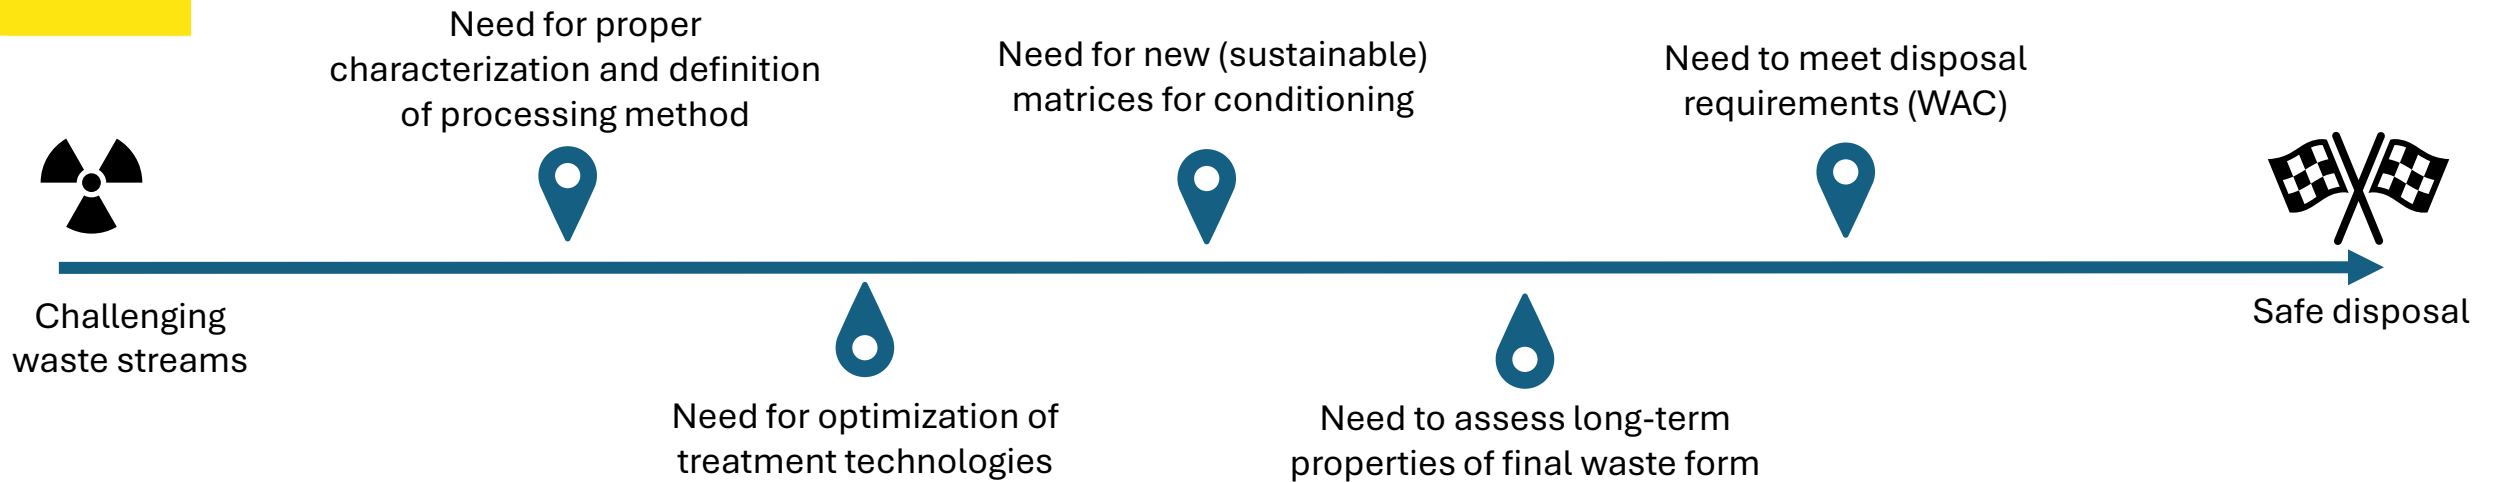 Need for proper
characterization and definition
of processing method
Need for new (sustainable)
matrices for conditioning
Need to meet disposal
requirements (WAC)
Challenging
waste streams
Safe disposal
Need for optimization of
treatment technologies
Need to assess long-term
properties of final waste form